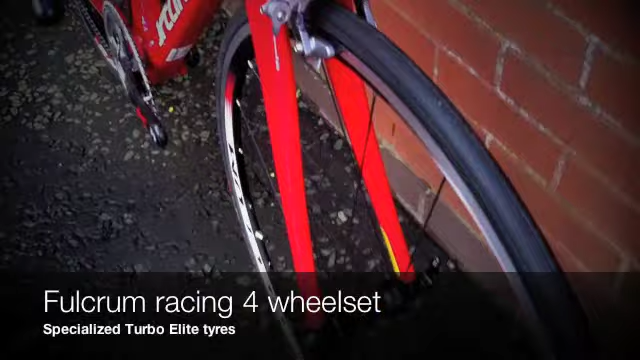 Fulcrum racing 4 wheelset
Specialized Turbo Elite tyres